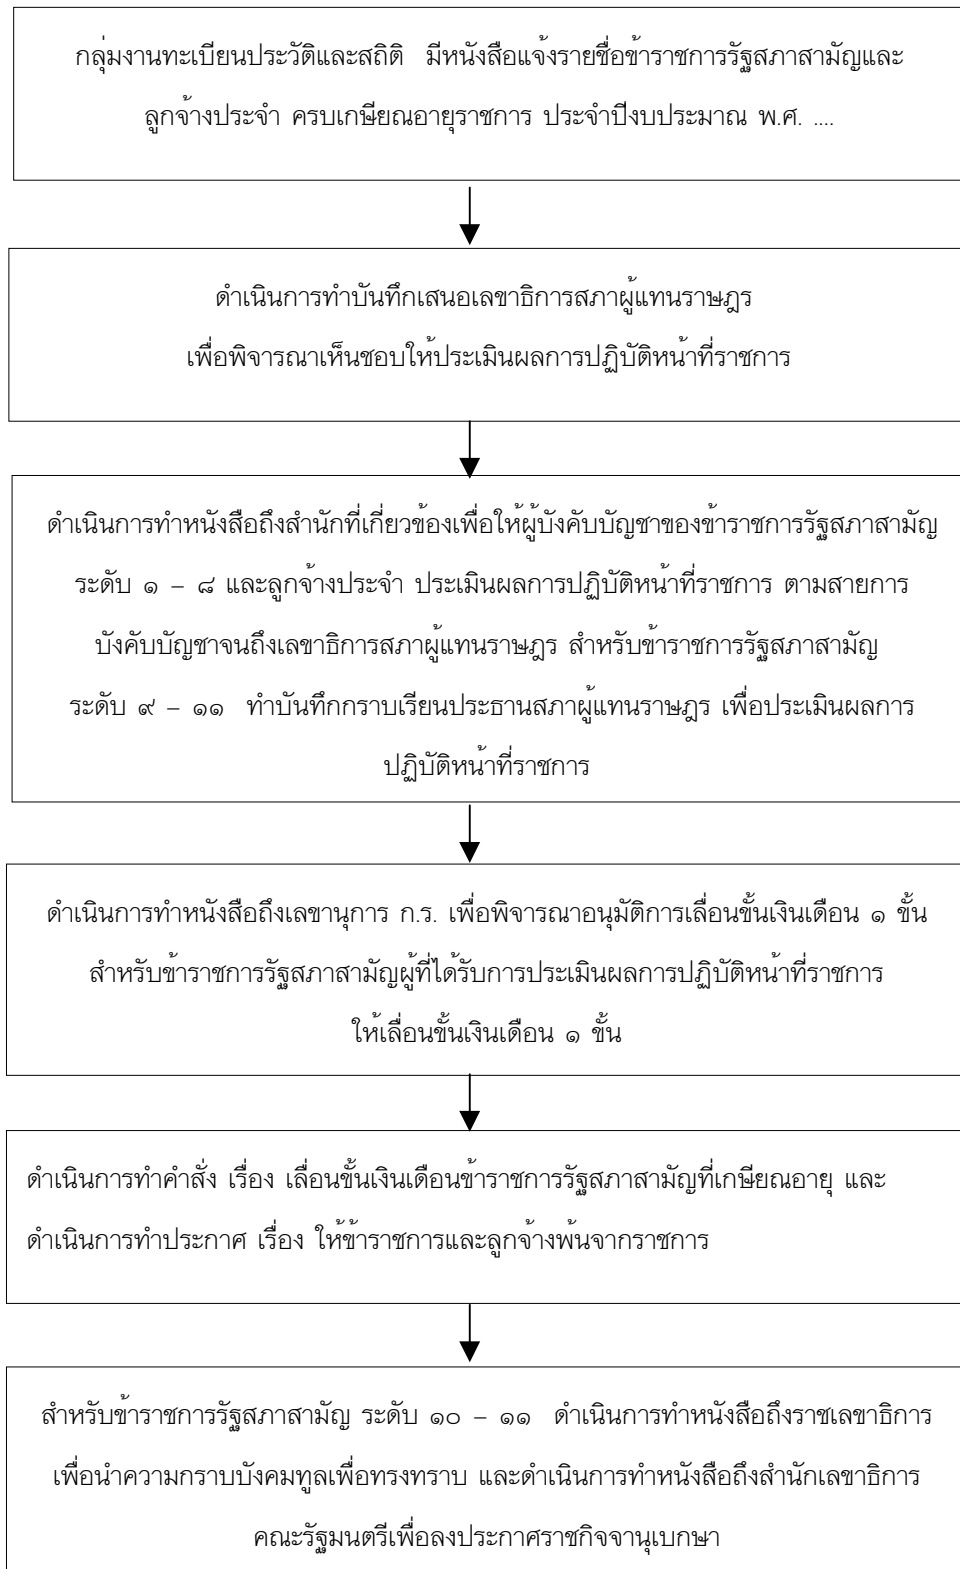 กลุ่มงานทะเบียนประวัติและสถิติ มีหนังสือแจ้งรายชื่อข้าราชการรัฐสภาสามัญและ
ลูกจ้างประจำ ครบเกษียณอายุราชการ ประจำปีงบประมาณ พ.ศ. ....
ดำเนินการทำบันทึกเสนอเลขาธิการสภาผู้แทนราษฎร
เพื่อพิจารณาเห็นชอบให้ประเมินผลการปฏิบัติหน้าที่ราชการ
ดำเนินการทำหนังสือถึงสำนักที่เกี่ยวข้องเพื่อให้ผู้บังคับบัญชาของข้าราชการรัฐสภาสามัญ
ระดับ ๑ – ๘ และลูกจ้างประจำ ประเมินผลการปฏิบัติหน้าที่ราชการ ตามสายการ
บังคับบัญชาจนถึงเลขาธิการสภาผู้แทนราษฎร สำหรับข้าราชการรัฐสภาสามัญ
ระดับ ๙ – ๑๑ ทำบันทึกกราบเรียนประธานสภาผู้แทนราษฎร เพื่อประเมินผลการ
ปฏิบัติหน้าที่ราชการ
ดำเนินการทำหนังสือถึงเลขานุการ ก.ร. เพื่อพิจารณาอนุมัติการเลื่อนขั้นเงินเดือน ๑ ขั้น
สำหรับข้าราชการรัฐสภาสามัญผู้ที่ได้รับการประเมินผลการปฏิบัติหน้าที่ราชการ
ให้เลื่อนขั้นเงินเดือน ๑ ขั้น
ดำเนินการทำคำสั่ง เรื่อง เลื่อนขั้นเงินเดือนข้าราชการรัฐสภาสามัญที่เกษียณอายุ และ
ดำเนินการทำประกาศ เรื่อง ให้ข้าราชการและลูกจ้างพ้นจากราชการ
สำหรับข้าราชการรัฐสภาสามัญ ระดับ ๑๐ – ๑๑ ดำเนินการทำหนังสือถึงราชเลขาธิการ
เพื่อนำความกราบบังคมทูลเพื่อทรงทราบ และดำเนินการทำหนังสือถึงสำนักเลขาธิการ
คณะรัฐมนตรีเพื่อลงประกาศราชกิจจานุเบกษา